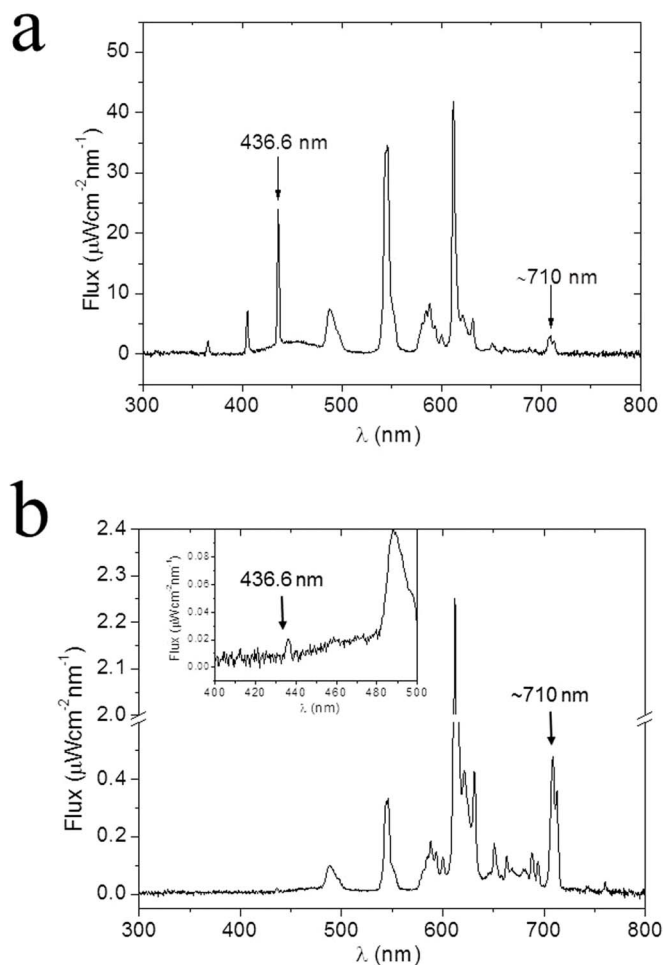 a
50
40
30
20
10
0
Flux (μWcm-2nm-1)
436.6 nm
~710 nm
300 400 500 600 700 800
λ (nm)
b
2.4
2.3
2.2
2.1
2.0
0.4
0.2
0.0
Flux (μWcm-2nm-1)
0.08
0.06
0.04
0.02
0.00
Flux (μWcm-2nm-1)
436.6 nm
400 420 440 460 480 500
λ (nm)
~710 nm
300 400 500 600 700 800
λ (nm)